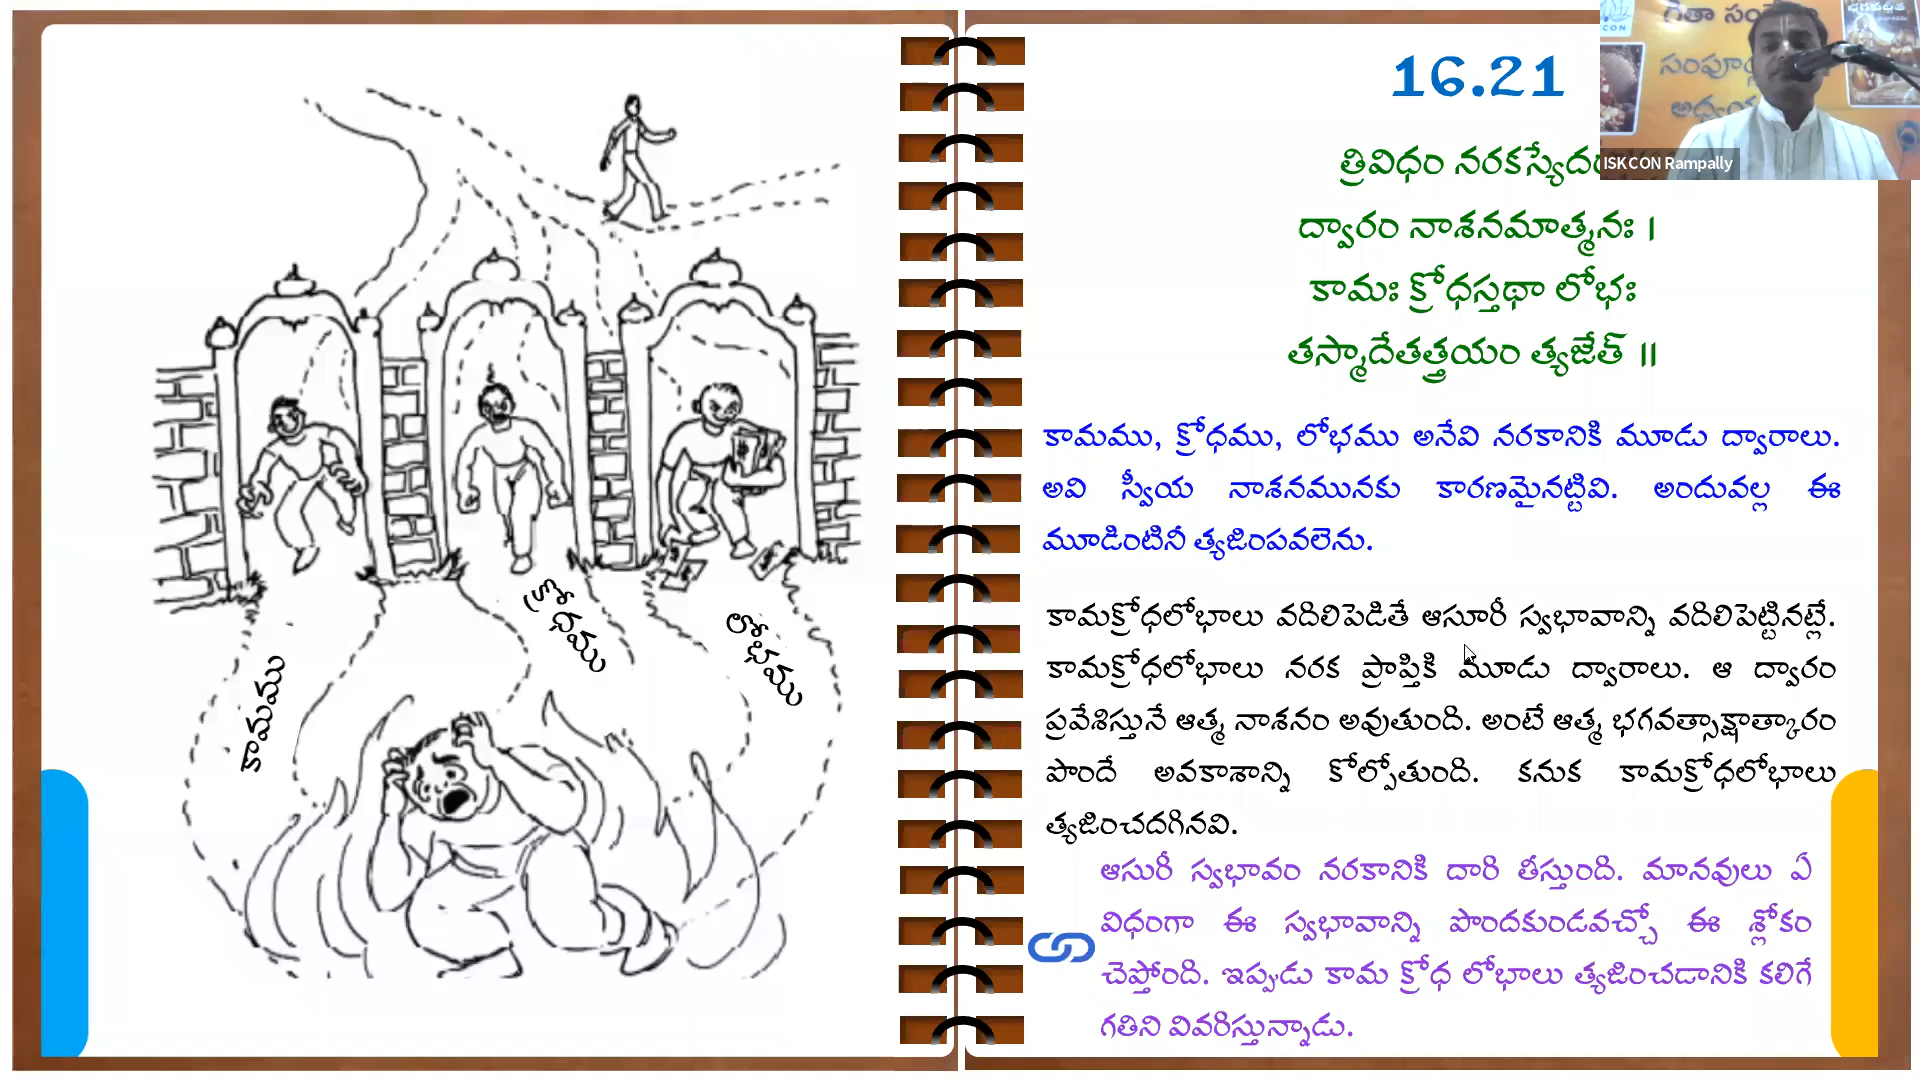 16.21
త్రివిధం నరకస్యేదం
ద్వారం నాశనమాత్మనః ।
కామః క్రోధస్తథా లోభః
తస్మాదేతత్త్రయం త్యజేత్ ॥
కామము, క్రోధము, లోభము అనేవి నరకానికి మూడు ద్వారాలు.
అవి స్వీయ నాశనమునకు కారణమైనట్టివి. అందువల్ల ఈ
మూడింటినీ త్యజింపవలెను.
కామక్రోధలోభాలు వదిలిపెడితే ఆసూరీ స్వభావాన్ని వదిలిపెట్టినట్లే.
కామక్రోధలోభాలు నరక ప్రాప్తికి మూడు ద్వారాలు. ఆ ద్వారం
ప్రవేశిస్తునే ఆత్మ నాశనం అవుతుంది. అంటే ఆత్మ భగవత్సాక్షాత్కారం
పొందే అవకాశాన్ని కోల్పోతుంది. కనుక కామక్రోధలోభాలు
త్యజించదగినవి.
ఆసురీ స్వభావం నరకానికి దారి తీస్తుంది. మానవులు ఏ
విధంగా ఈ స్వభావాన్ని పొందకుండవచ్చో ఈ శ్లోకం
చెప్తోంది. ఇప్పుడు కామ క్రోధ లోభాలు త్యజించడానికి కలిగే
గతిని వివరిస్తున్నాడు.
కామము
క్రోధము
లోభము
గీతా
ISKCON Rampally